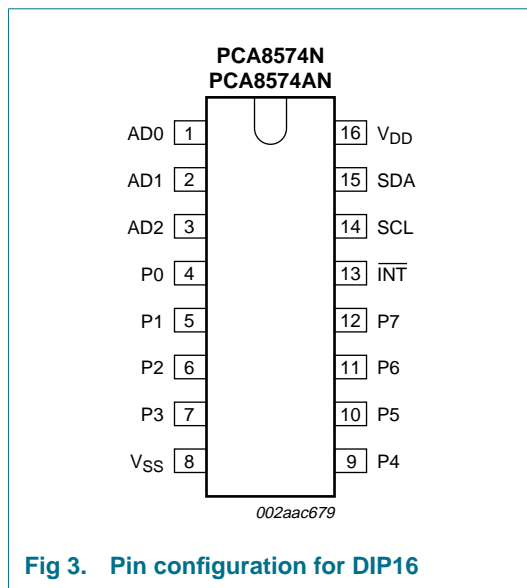 PCA8574N
PCA8574AN
AD0 1 16 VDD
AD1 2 15 SDA
AD2 3 14 SCL
P0 4 13 INT
P1 5 12 P7
P2 6 11 P6
P3 7 10 P5
VSS 8 9 P4
002aac679
Fig 3. Pin configuration for DIP16